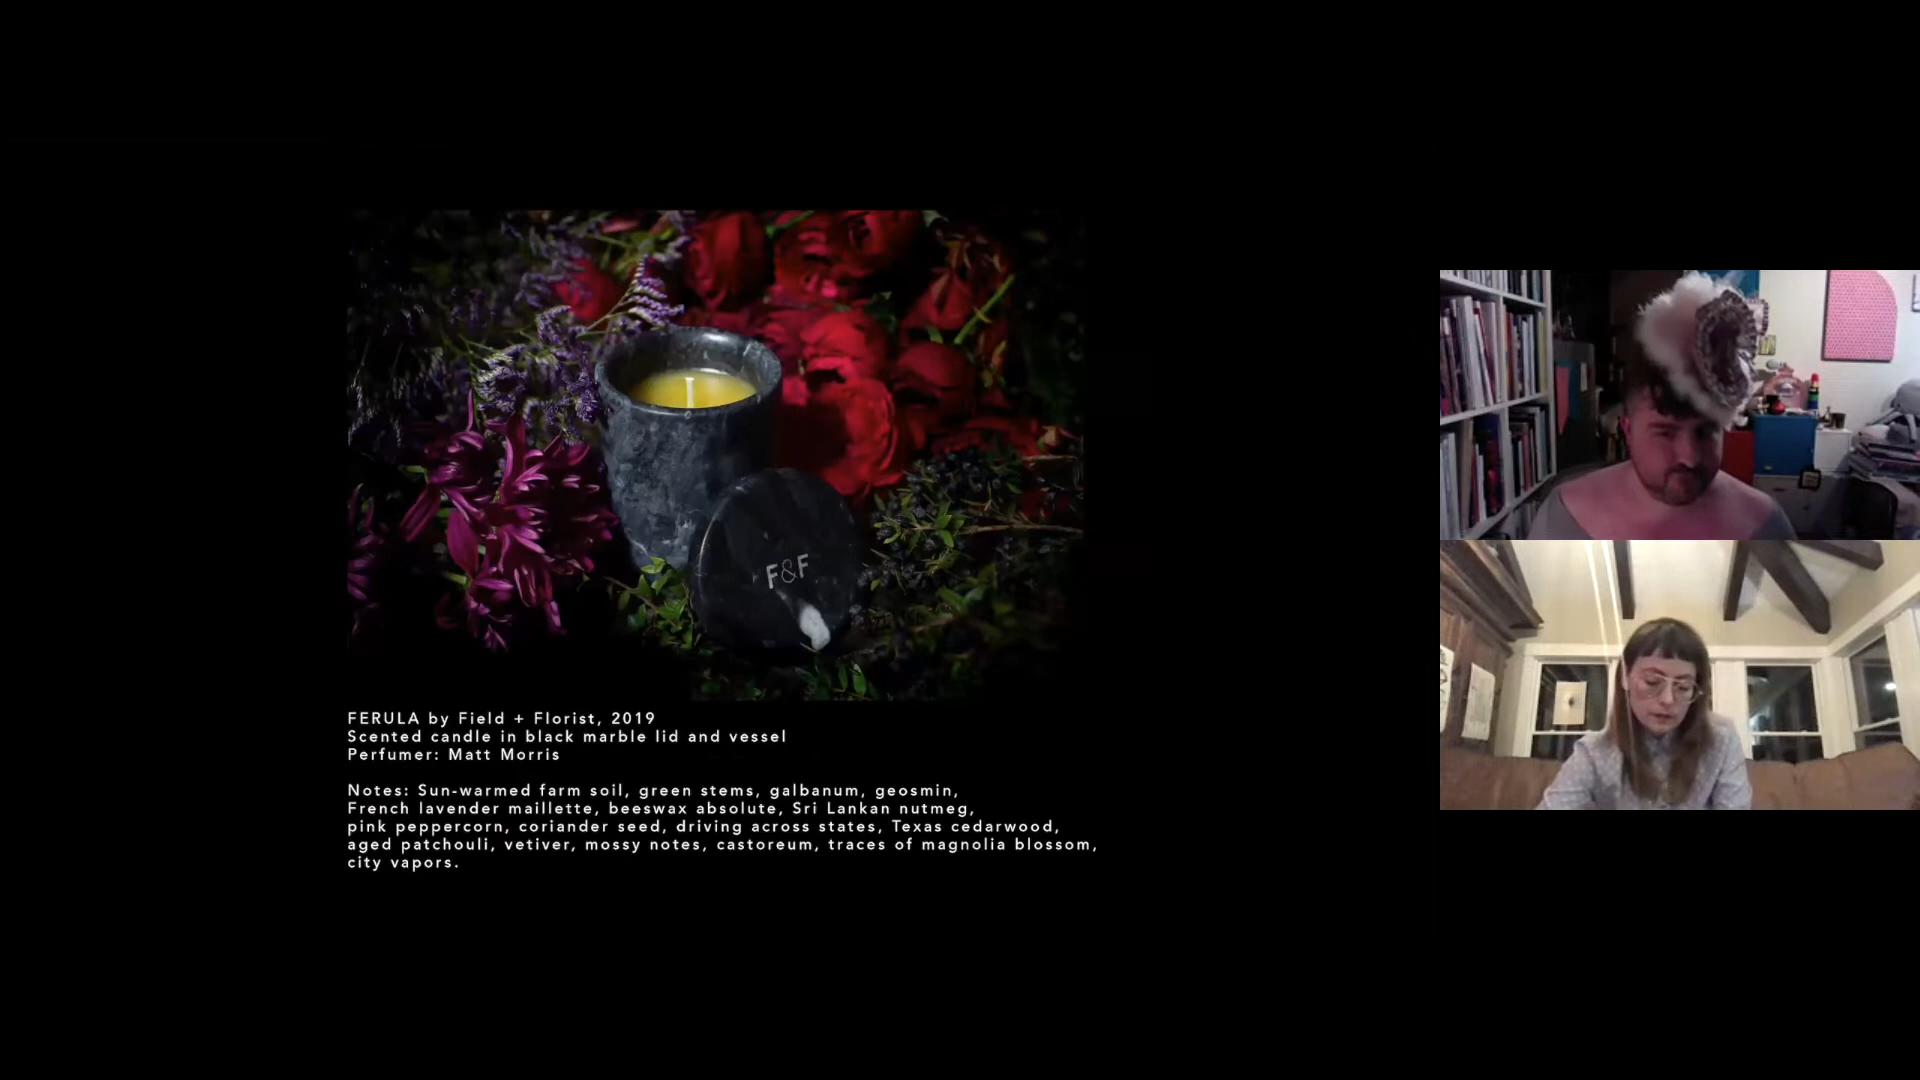 F&F
FERULA by Field + Florist, 2019
Scented candle in black marble lid and vessel
Perfumer: Matt Morris
Notes: Sun-warmed farm soil, green stems, galbanum, geosmin,
French lavender maillette, beeswax absolute, Sri Lankan nutmeg,
pink peppercorn, coriander seed, driving across states, Texas cedarwood,
aged patchouli, vetiver, mossy notes, castoreum, traces of magnolia blossom,
city vapors.